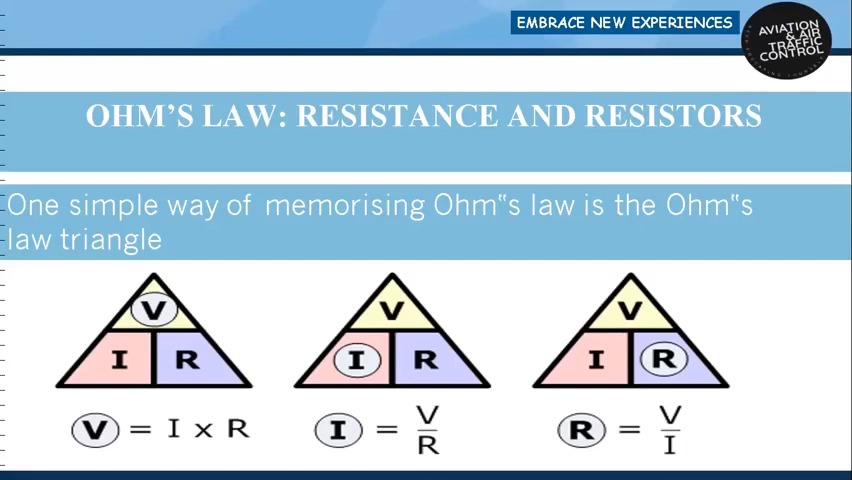 EMBRACE NEW EXPERIENCES
AVIATION
& AIR
TRAFFIC
CONTROL
OHM'S LAW: RESISTANCE AND RESISTORS
One simple way of memorising Ohm‟s law is the Ohm‟s
law triangle
V V V
I R I R I R
V = I x R I = V/R R = V/I